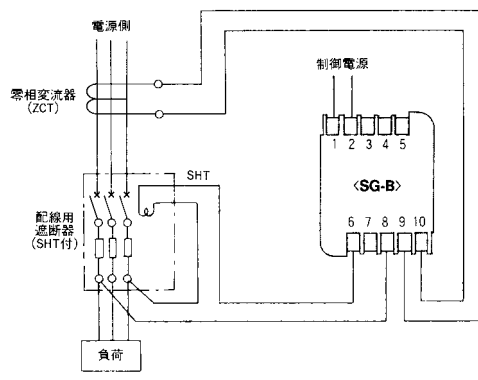 電源側
制御電源
零相変流器
(ZCT)
1 2 3 4 5
SHT
〈SG-B〉
配線用
遮断器
(SHT付)
6 7 8 9 10
負荷